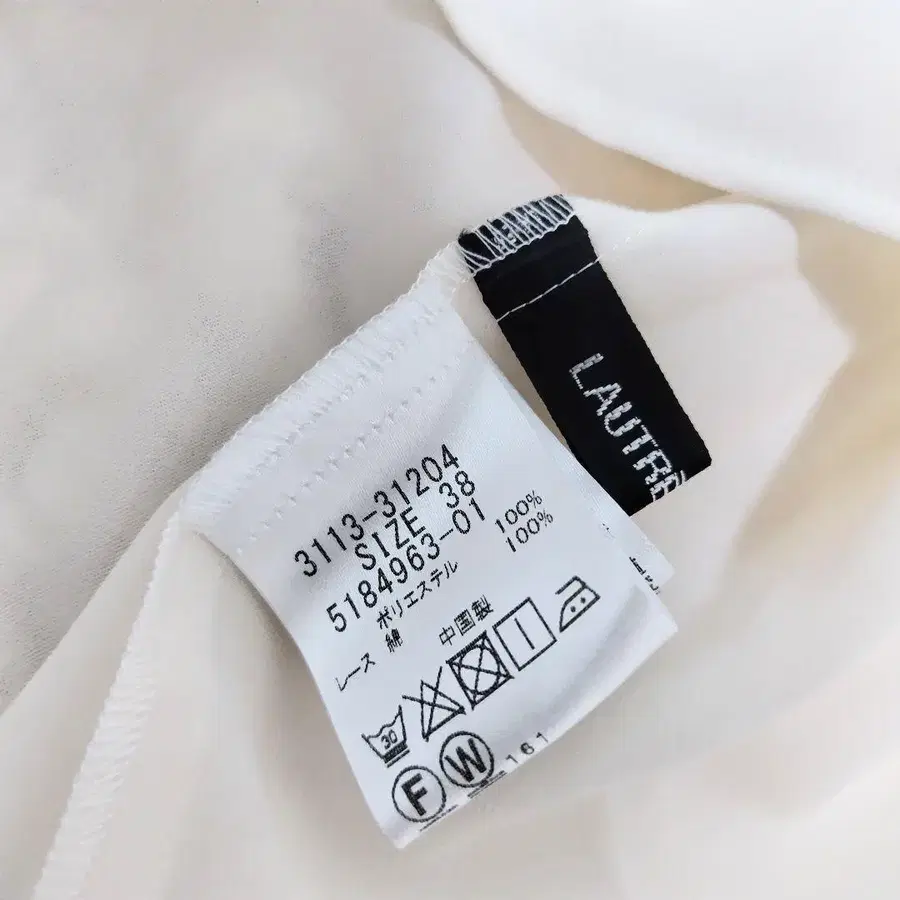 3113-31204
SIZE 38
5184963-01
ポリエステル 100%
レース 綿 100%
中国製
30
F W
161
LAUTRE